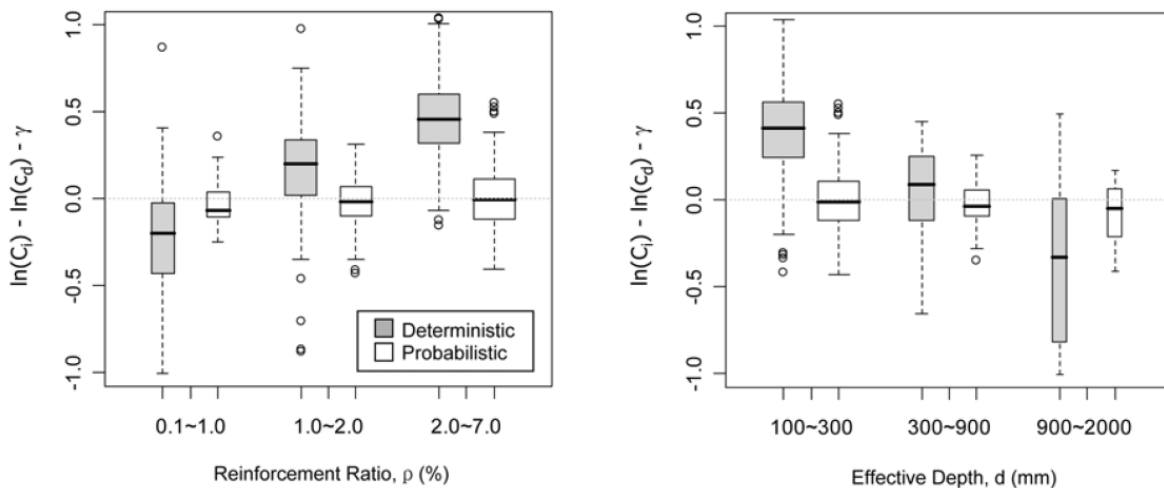 ln(Cᵢ) - ln(c_d) - γ
1.0
0.5
0.0
-0.5
-1.0
Deterministic
Probabilistic
0.1~1.0
1.0~2.0
2.0~7.0
Reinforcement Ratio, ρ (%)
ln(Cᵢ) - ln(c_d) - γ
1.0
0.5
0.0
-0.5
-1.0
100~300
300~900
900~2000
Effective Depth, d (mm)